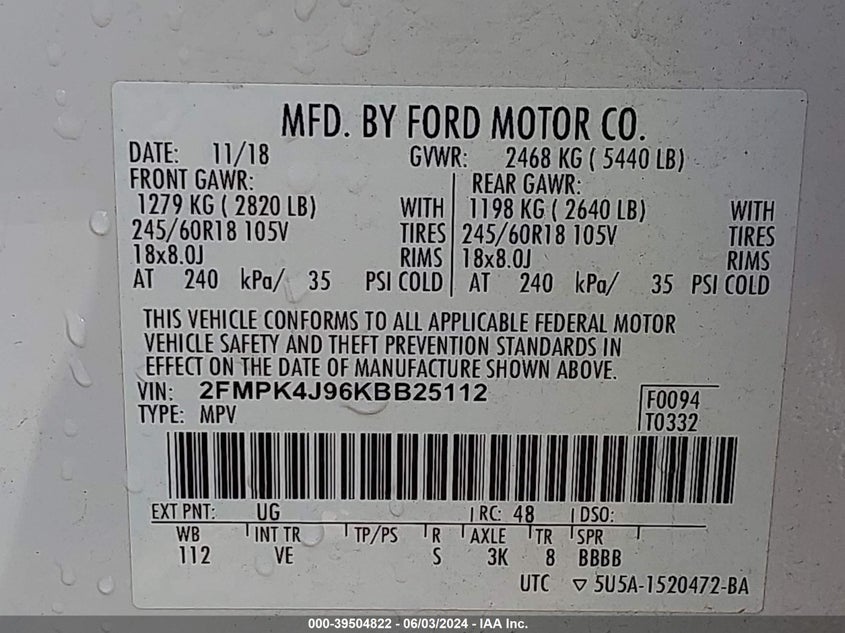 MFD. BY FORD MOTOR CO.
DATE: 11/18 GVWR: 2468 KG ( 5440 LB)
FRONT GAWR: REAR GAWR:
1279 KG ( 2820 LB) WITH 1198 KG ( 2640 LB) WITH
245/60R18 105V TIRES 245/60R18 105V TIRES
18x8.0J RIMS 18x8.0J RIMS
AT 240 kPa/ 35 PSI COLD AT 240 kPa/ 35 PSI COLD
THIS VEHICLE CONFORMS TO ALL APPLICABLE FEDERAL MOTOR
VEHICLE SAFETY AND THEFT PREVENTION STANDARDS IN
EFFECT ON THE DATE OF MANUFACTURE SHOWN ABOVE.
VIN: 2FMPK4J96KBB25112 F0094
TYPE: MPV T0332
EXT PNT: UG RC: 48 DSO:
WB INT TR TP/PS R AXLE TR SPR
112 VE S 3K 8 BBBB
UTC ▽ 5U5A-1520472-BA
000-39504822 - 06/03/2024 - IAA Inc.